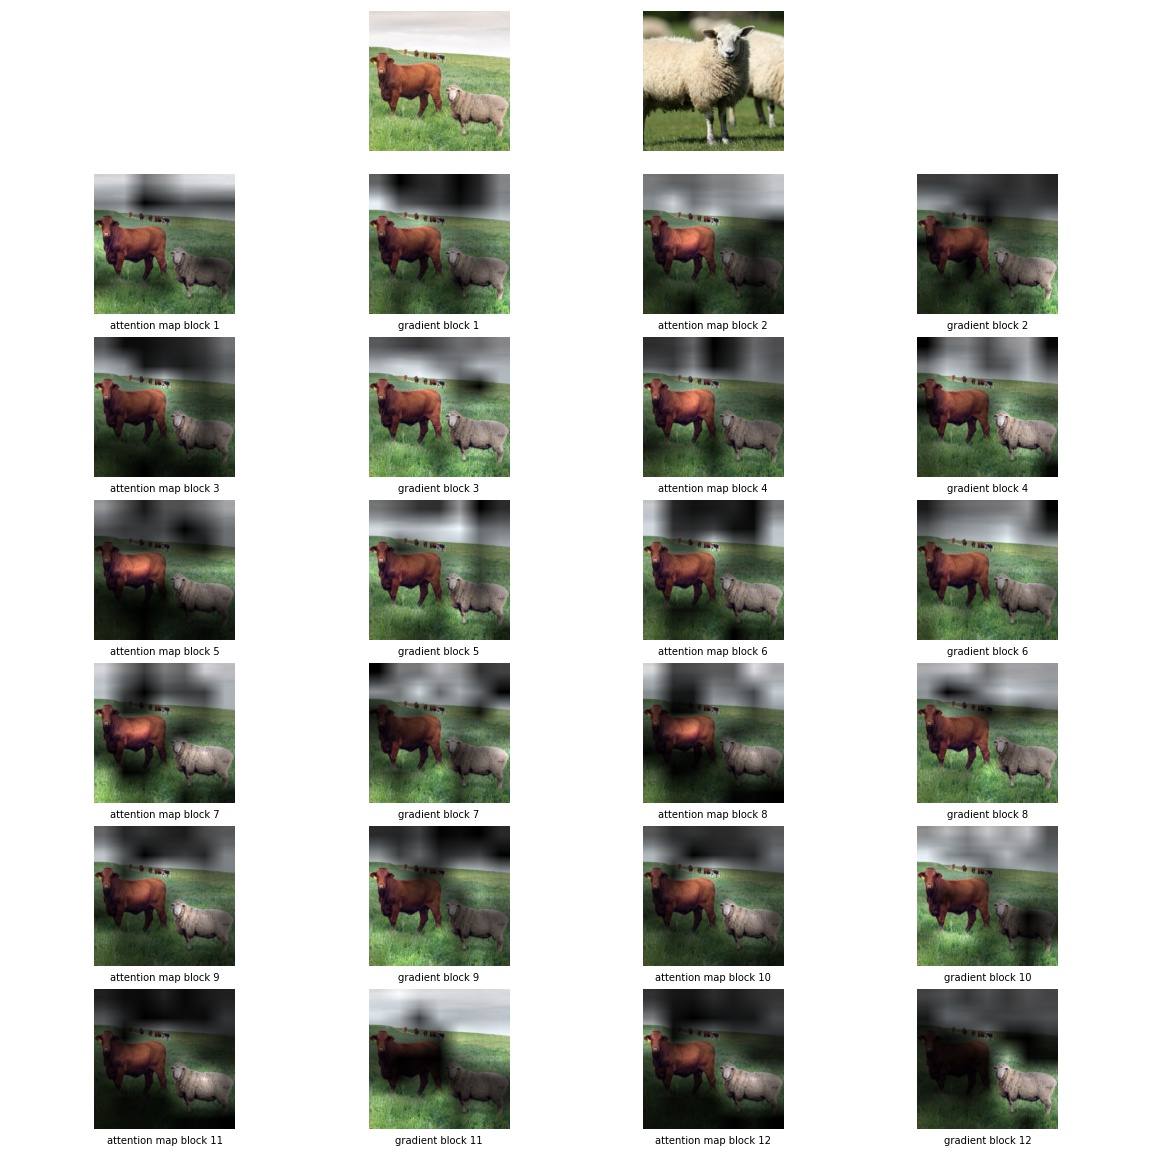 attention map block 1
gradient block 1
attention map block 2
gradient block 2
attention map block 3
gradient block 3
attention map block 4
gradient block 4
attention map block 5
gradient block 5
attention map block 6
gradient block 6
attention map block 7
gradient block 7
attention map block 8
gradient block 8
attention map block 9
gradient block 9
attention map block 10
gradient block 10
attention map block 11
gradient block 11
attention map block 12
gradient block 12